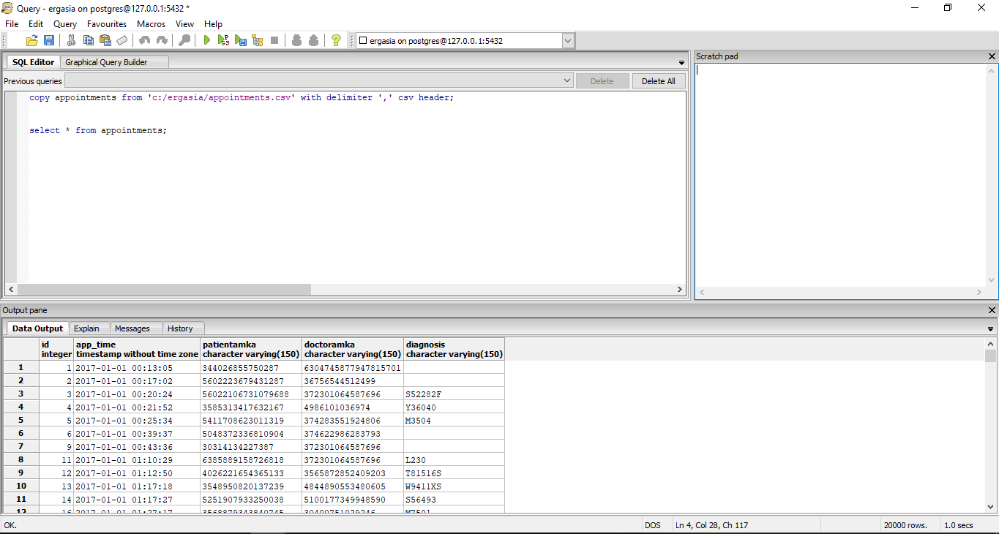 Query - ergasia on postgres@127.0.0.1:5432 *
File Edit Query Favourites Macros View Help
ergasia on postgres@127.0.0.1:5432
SQL Editor Graphical Query Builder
Previous queries Delete Delete All
copy appointments from 'c:/ergasia/appointments.csv' with delimiter ',' csv header;
select * from appointments;
Scratch pad
Output pane
Data Output Explain Messages History
id app_time patientamka doctoramka diagnosis
integer timestamp without time zone character varying(150) character varying(150) character varying(150)
1 1 2017-01-01 00:13:05 344026855750287 6304745877947815701
2 2 2017-01-01 00:17:02 5602223679431287 36756544512499
3 3 2017-01-01 00:20:24 56022106731079688 372301064587696 S52282F
4 4 2017-01-01 00:21:52 3585313417632167 4986101036974 Y36040
5 5 2017-01-01 00:25:34 5411708623011319 374283551924806 M3504
6 6 2017-01-01 00:39:37 5048372336810904 374622986283793
7 9 2017-01-01 00:43:36 30314134227387 372301064587696
8 11 2017-01-01 01:10:29 6385889158726818 372301064587696 L230
9 12 2017-01-01 01:12:50 4026221654365133 3565872852409203 T81516S
10 13 2017-01-01 01:17:18 3548950820137239 4844890553480605 W9411XS
11 14 2017-01-01 01:17:27 5251907933250038 5100177349948590 S56493
12 16 2017-01-01 01:27:17 3568879343840745 30400751029246 M7501
OK. DOS Ln 4, Col 28, Ch 117 20000 rows. 1.0 secs